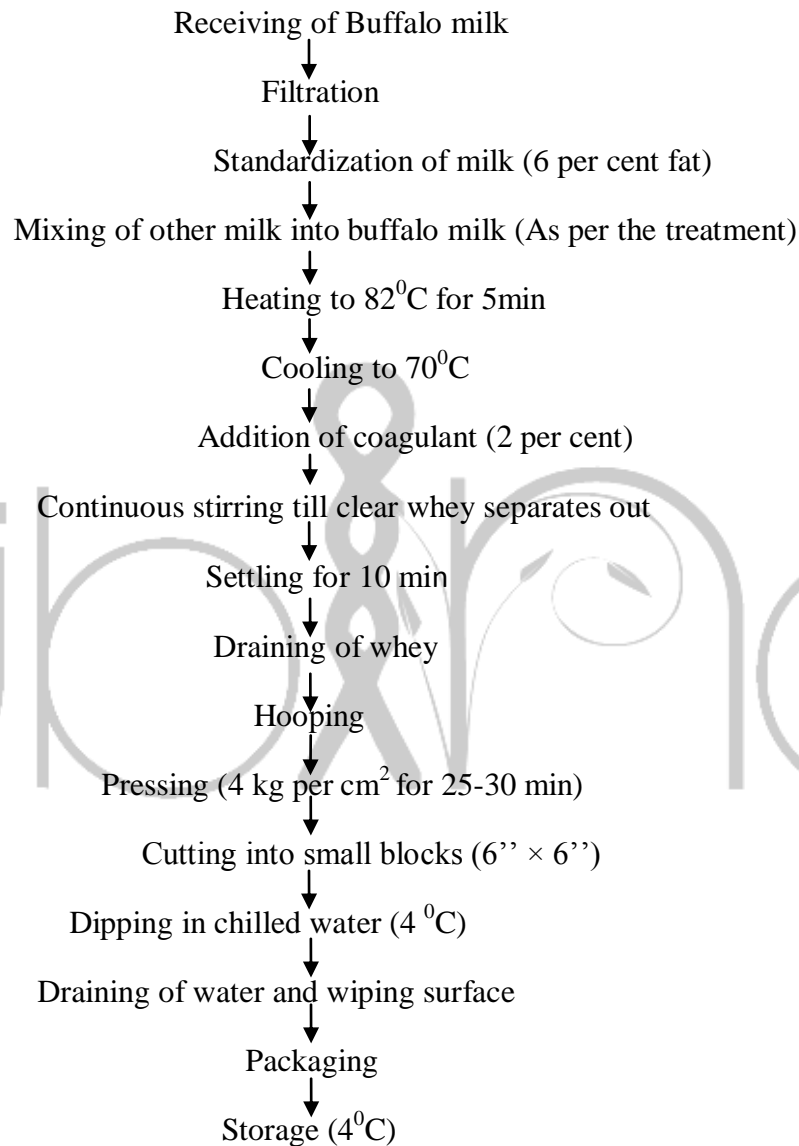 Receiving of Buffalo milk
Filtration
Standardization of milk (6 per cent fat)
Mixing of other milk into buffalo milk (As per the treatment)
Heating to 82⁰C for 5min
Cooling to 70⁰C
Addition of coagulant (2 per cent)
Continuous stirring till clear whey separates out
Settling for 10 min
Draining of whey
Hooping
Pressing (4 kg per cm² for 25-30 min)
Cutting into small blocks (6’’ × 6’’)
Dipping in chilled water (4 ⁰C)
Draining of water and wiping surface
Packaging
Storage (4⁰C)